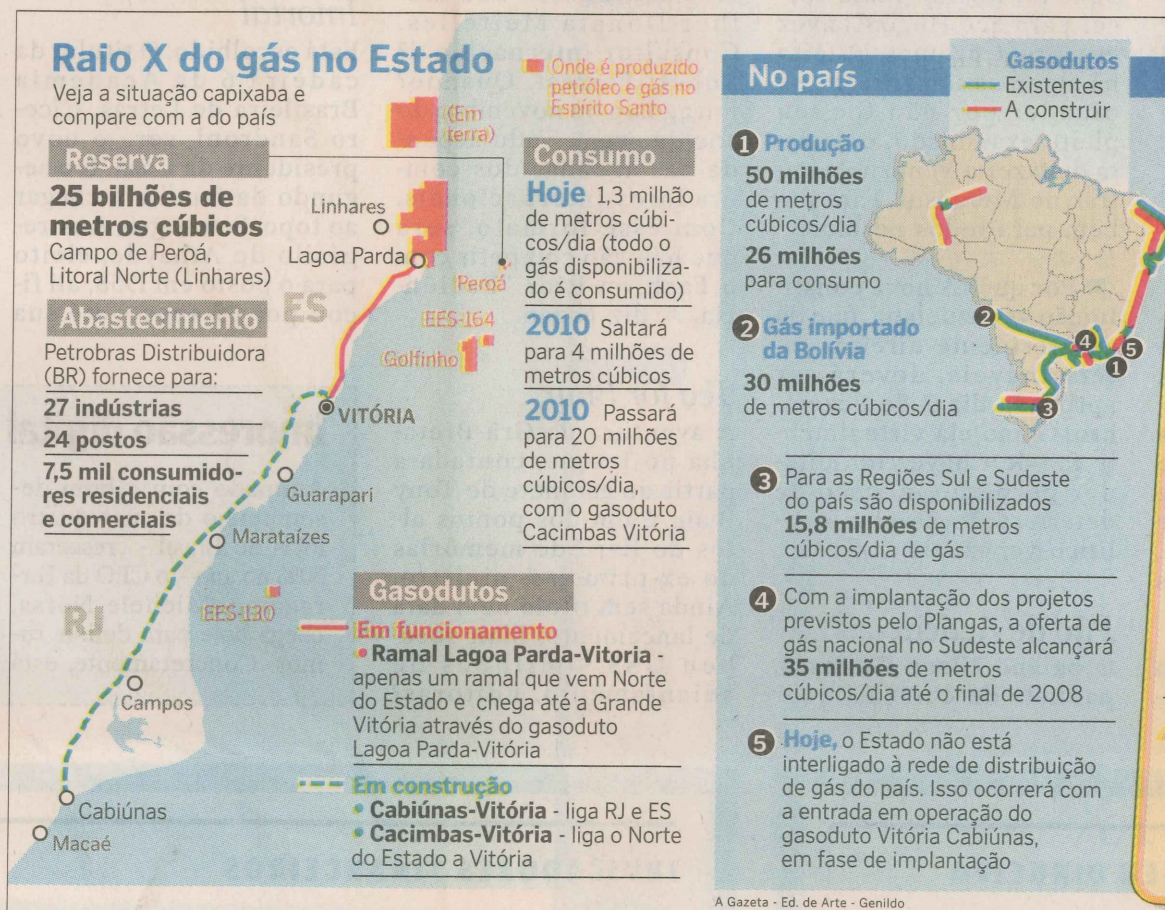 Raio X do gás no Estado
Veja a situação capixaba e
compare com a do país
Onde é produzido
petróleo e gás no
Espírito Santo
(Em
terra)
Reserva
25 bilhões de
metros cúbicos
Campo de Peroá,
Litoral Norte (Linhares)
Abastecimento
Petrobras Distribuidora
(BR) fornece para:
27 indústrias
24 postos
7,5 mil consumido-
res residenciais
e comerciais
ES
RJ
Linhares
Lagoa Parda
Peroá
EES-164
Golfinho
VITÓRIA
Guarapari
Marataízes
EES-130
Campos
Cabiúnas
Macaé
Consumo
Hoje 1,3 milhão
de metros cúbi-
cos/dia (todo o
gás disponibiliza-
do é consumido)
2010 Saltará
para 4 milhões de
metros cúbicos
2010 Passará
para 20 milhões
de metros
cúbicos/dia,
com o gasoduto
Cacimbas Vitória
Gasodutos
Em funcionamento
Ramal Lagoa Parda-Vitoria -
apenas um ramal que vem Norte
do Estado e chega até a Grande
Vitória através do gasoduto
Lagoa Parda-Vitória
Em construção
Cabiúnas-Vitória - liga RJ e ES
Cacimbas-Vitória - liga o Norte
do Estado a Vitória
No país
Gasodutos
Existentes
A construir
1 Produção
50 milhões
de metros
cúbicos/dia
26 milhões
para consumo
2 Gás importado
da Bolívia
30 milhões
de metros cúbicos/dia
2
4
5
1
3
3 Para as Regiões Sul e Sudeste
do país são disponibilizados
15,8 milhões de metros
cúbicos/dia de gás
4 Com a implantação dos projetos
previstos pelo Plangas, a oferta de
gás nacional no Sudeste alcançará
35 milhões de metros
cúbicos/dia até o final de 2008
5 Hoje, o Estado não está
interligado à rede de distribuição
de gás do país. Isso ocorrerá com
a entrada em operação do
gasoduto Vitória Cabiúnas,
em fase de implantação
A Gazeta - Ed. de Arte - Genildo